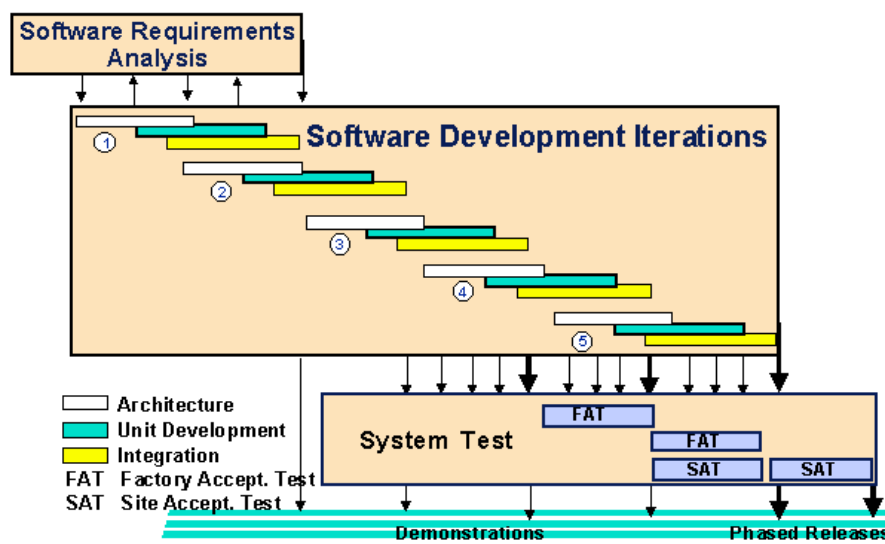 Software Requirements
Analysis
Software Development Iterations
1
2
3
4
5
Architecture
Unit Development
Integration
FAT Factory Accept. Test
SAT Site Accept. Test
System Test
FAT
FAT
SAT
SAT
Demonstrations
Phased Releases